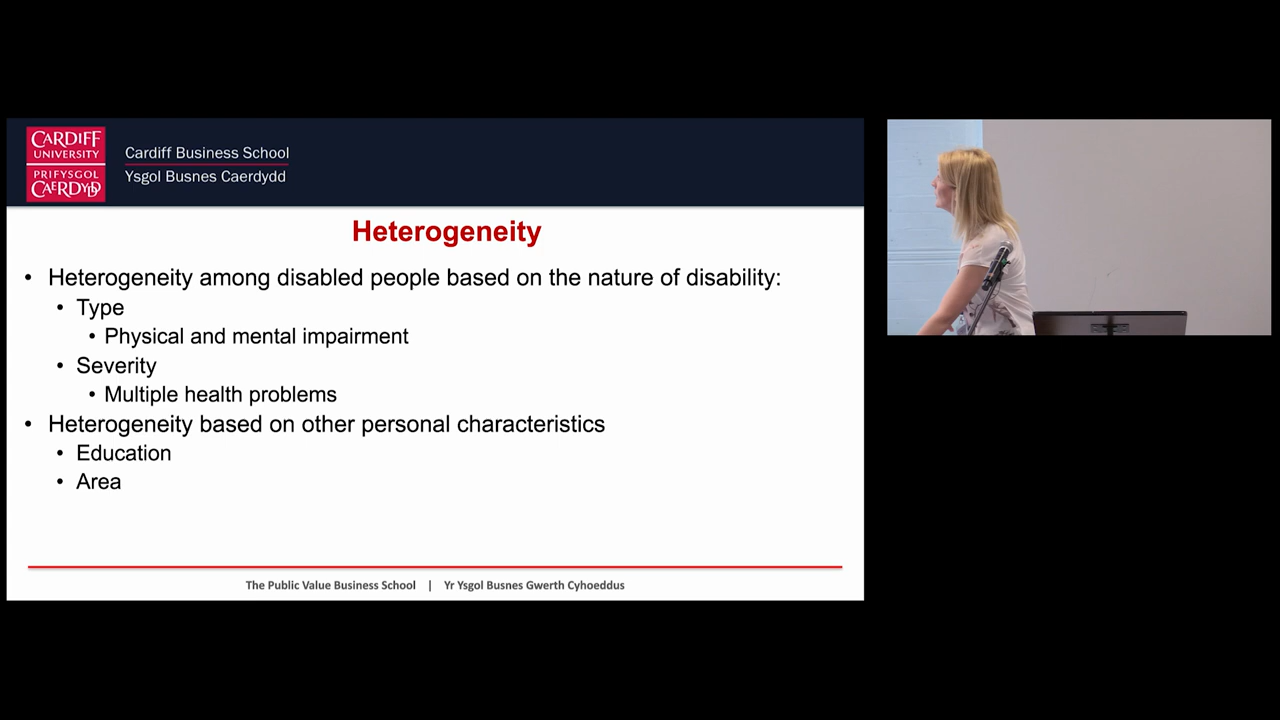 CARDIFF
UNIVERSITY
PRIFYSGOL
CAERDYDD
Cardiff Business School
Ysgol Busnes Caerdydd
Heterogeneity
• Heterogeneity among disabled people based on the nature of disability:
• Type
• Physical and mental impairment
• Severity
• Multiple health problems
• Heterogeneity based on other personal characteristics
• Education
• Area
The Public Value Business School | Yr Ysgol Busnes Gwerth Cyhoeddus